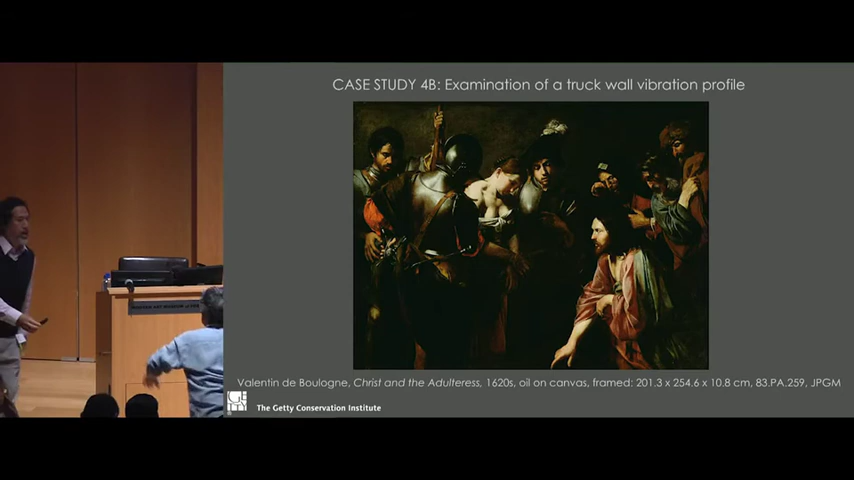 CASE STUDY 4B: Examination of a truck wall vibration profile
Valentin de Boulogne, Christ and the Adulteress, 1620s, oil on canvas, framed: 201.3 x 254.6 x 10.8 cm, 83.PA.259, JPGM
The Getty Conservation Institute